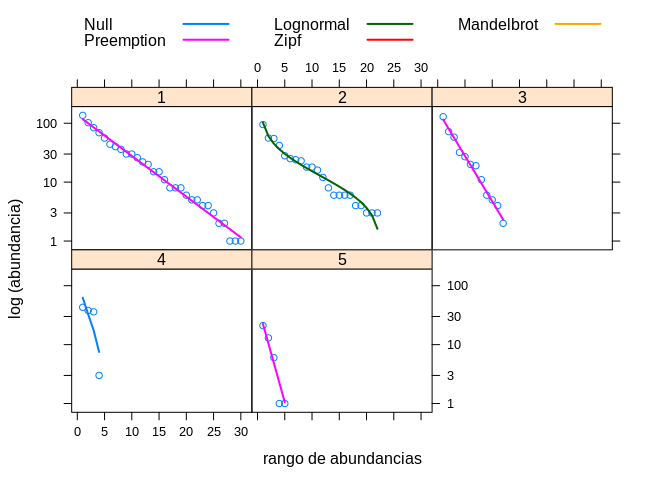 Null Lognormal Mandelbrot
Preemption Zipf
0 5 10 15 20 25 30
1 2 3
100
30
10
3
1
4 5
100
30
10
3
1
0 5 10 15 20 25 30
log (abundancia)
rango de abundancias